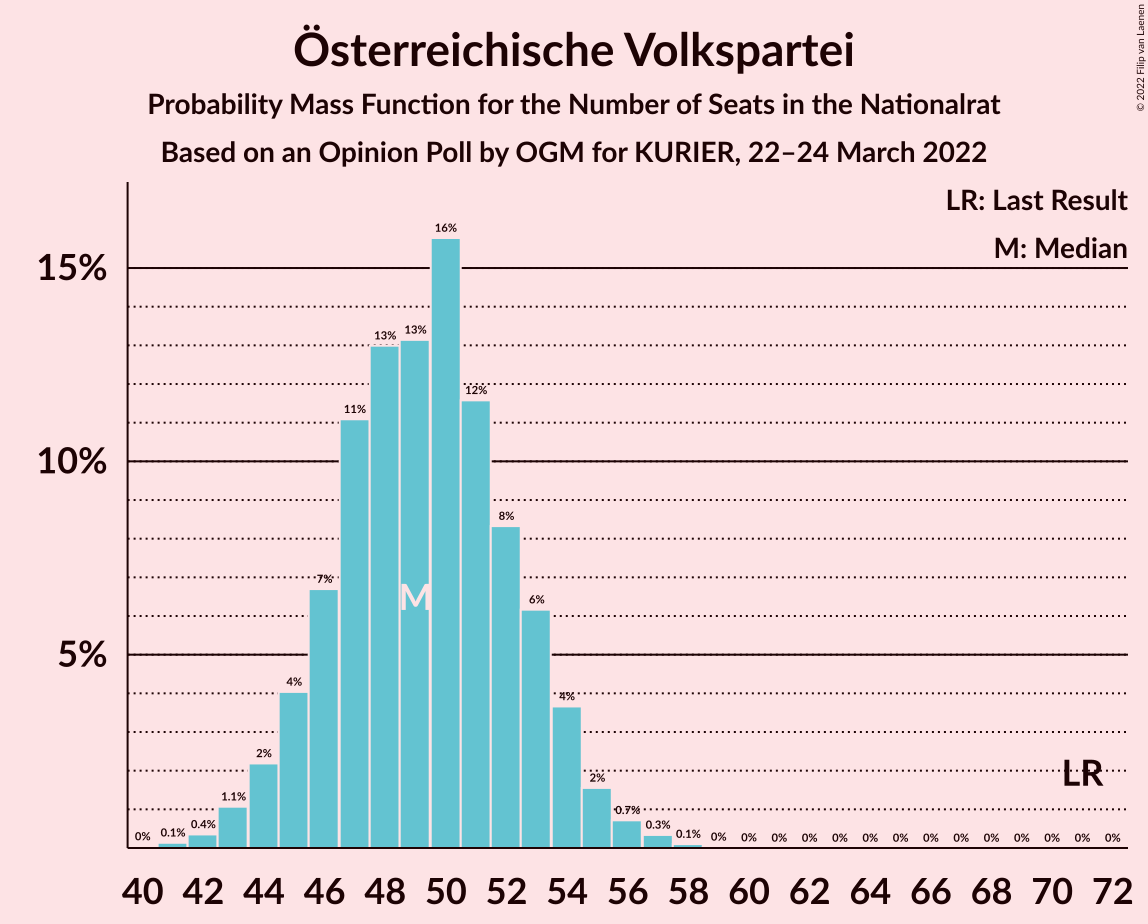 Österreichische Volkspartei
Probability Mass Function for the Number of Seats in the Nationalrat
Based on an Opinion Poll by OGM for KURIER, 22–24 March 2022
© 2022 Filip van Laenen
LR: Last Result
M: Median
15%
10%
5%
0% 0.1% 0.4% 1.1% 2% 4% 7% 11% 13% 13% 16% 12% 8% 6% 4% 2% 0.7% 0.3% 0.1% 0% 0% 0% 0% 0% 0% 0% 0% 0% 0% 0% 0% 0% 0%
M
LR
40 42 44 46 48 50 52 54 56 58 60 62 64 66 68 70 72